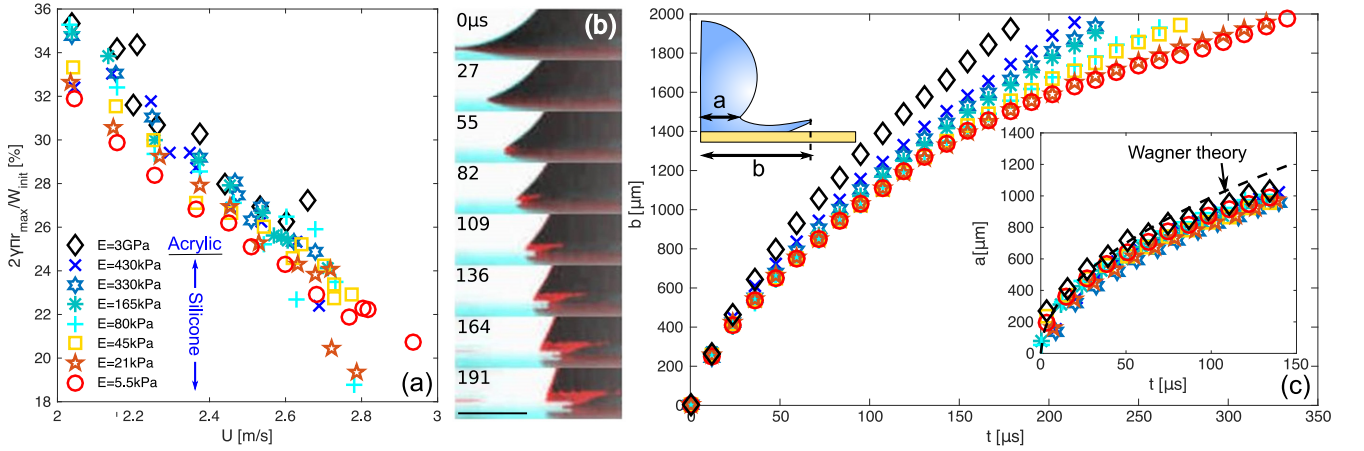 (a)
36
34
32
30
28
26
24
22
20
18
2γπr_max/W_init [%]
E=3GPa
Acrylic
E=430kPa
E=330kPa
E=165kPa
E=80kPa
E=45kPa
E=21kPa
E=5.5kPa
Silicone
2 2.2 2.4 2.6 2.8 3
U [m/s]
(b)
0µs
27
55
82
109
136
164
191
2000
1800
1600
1400
1200
1000
800
600
400
200
0
b [µm]
a
b
1400
1200
1000
800
600
400
200
0
a[µm]
Wagner theory
0 50 100 150
t [µs]
(c)
0 50 100 150 200 250 300 350
t [µs]